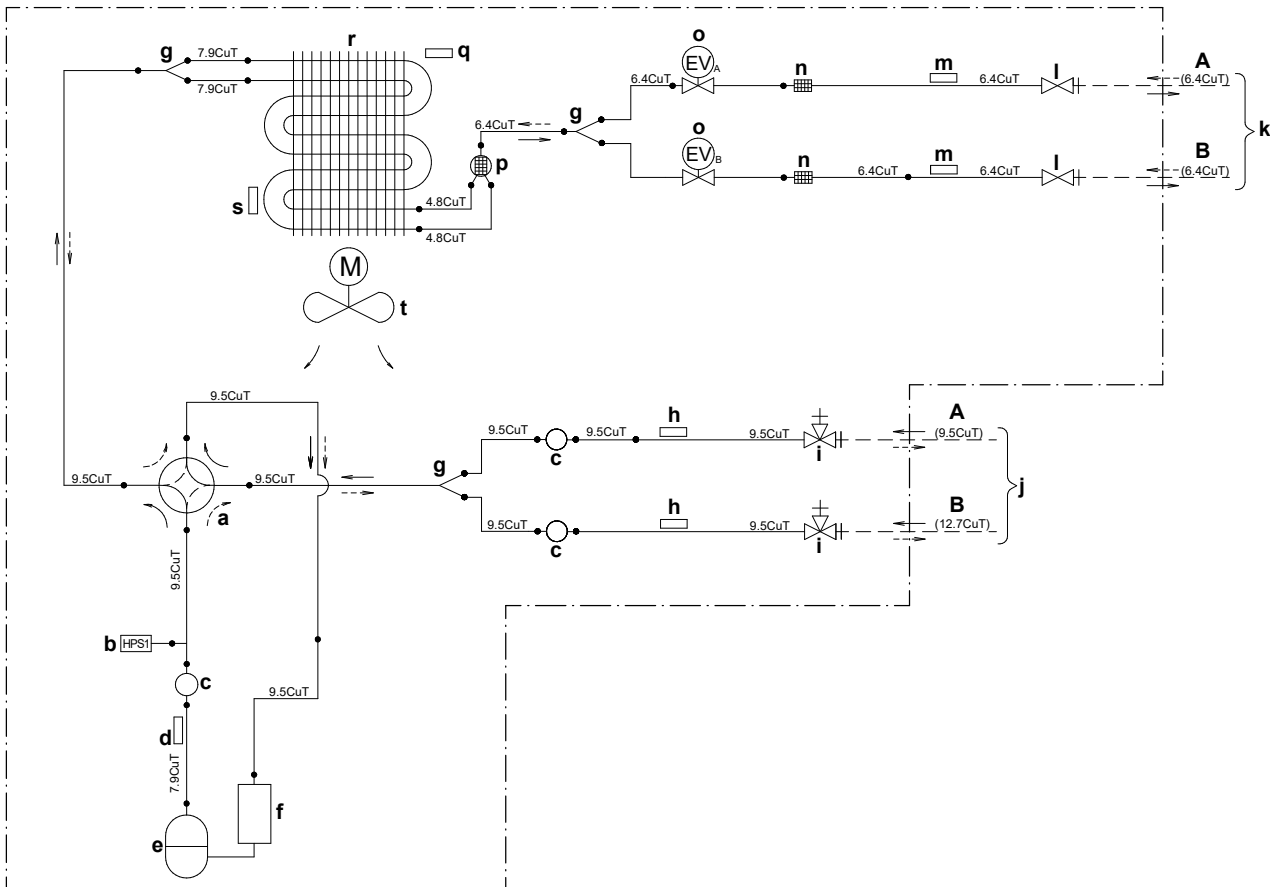 r
q
g
7.9CuT
7.9CuT
o
EVA
6.4CuT
n
m
6.4CuT
l
A
(6.4CuT)
k
g
6.4CuT
p
o
EVB
n
6.4CuT
m
6.4CuT
l
B
(6.4CuT)
s
4.8CuT
4.8CuT
M
t
9.5CuT
9.5CuT
a
9.5CuT
g
9.5CuT
c
9.5CuT
h
9.5CuT
i
A
(9.5CuT)
j
9.5CuT
c
h
9.5CuT
i
B
(12.7CuT)
9.5CuT
b
HPS1
c
d
7.9CuT
9.5CuT
f
e